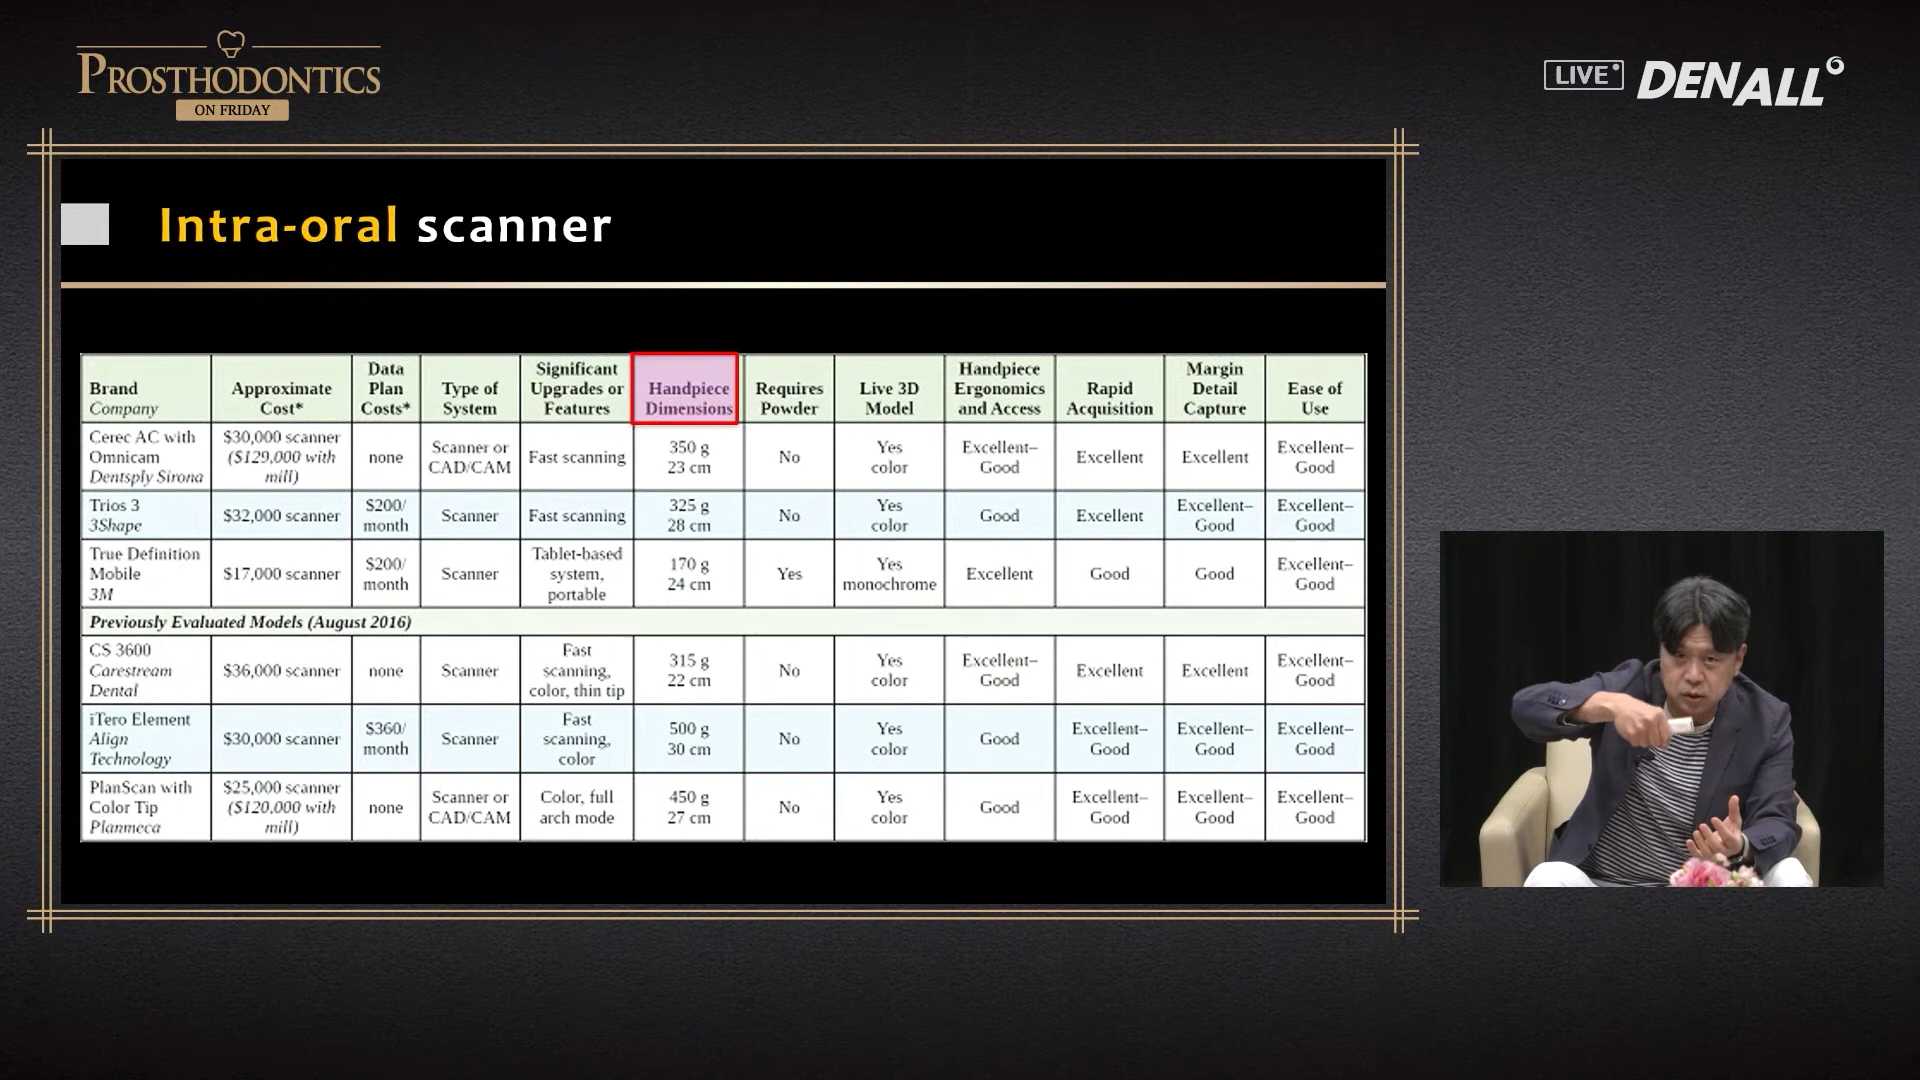 PROSTHODONTICS
ON FRIDAY
LIVE
DENALL
Intra-oral scanner
Brand
Company
Approximate
Cost*
Data
Plan
Costs*
Type of
System
Significant
Upgrades or
Features
Handpiece
Dimensions
Requires
Powder
Live 3D
Model
Handpiece
Ergonomics
and Access
Rapid
Acquisition
Margin
Detail
Capture
Ease of
Use
Cerec AC with
Omnicam
Dentsply Sirona
$30,000 scanner
($129,000 with
mill)
none
Scanner or
CAD/CAM
Fast scanning
350 g
23 cm
No
Yes
color
Excellent–
Good
Excellent
Excellent
Excellent–
Good
Trios 3
3Shape
$32,000 scanner
$200/
month
Scanner
Fast scanning
325 g
28 cm
No
Yes
color
Good
Excellent
Excellent–
Good
Excellent–
Good
True Definition
Mobile
3M
$17,000 scanner
$200/
month
Scanner
Tablet-based
system,
portable
170 g
24 cm
Yes
Yes
monochrome
Excellent
Good
Good
Excellent–
Good
Previously Evaluated Models (August 2016)
CS 3600
Carestream
Dental
$36,000 scanner
none
Scanner
Fast
scanning,
color, thin tip
315 g
22 cm
No
Yes
color
Excellent–
Good
Excellent
Excellent
Excellent–
Good
iTero Element
Align
Technology
$30,000 scanner
$360/
month
Scanner
Fast
scanning,
color
500 g
30 cm
No
Yes
color
Good
Excellent–
Good
Excellent–
Good
Excellent–
Good
PlanScan with
Color Tip
Planmeca
$25,000 scanner
($120,000 with
mill)
none
Scanner or
CAD/CAM
Color, full
arch mode
450 g
27 cm
No
Yes
color
Good
Excellent–
Good
Excellent–
Good
Excellent–
Good